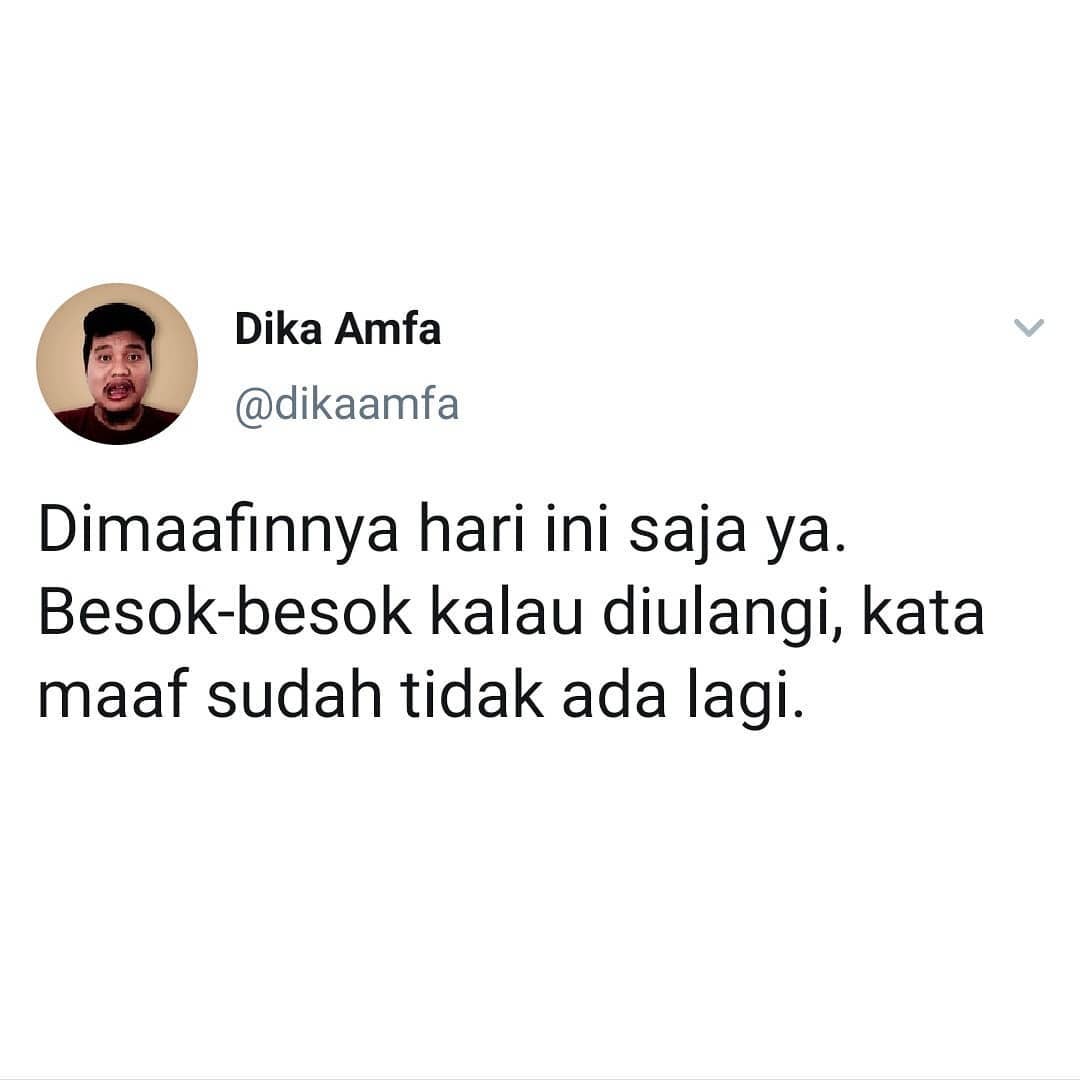 Dika Amfa
@dikaamfa
Dimaafinnya hari ini saja ya.
Besok-besok kalau diulangi, kata
maaf sudah tidak ada lagi.